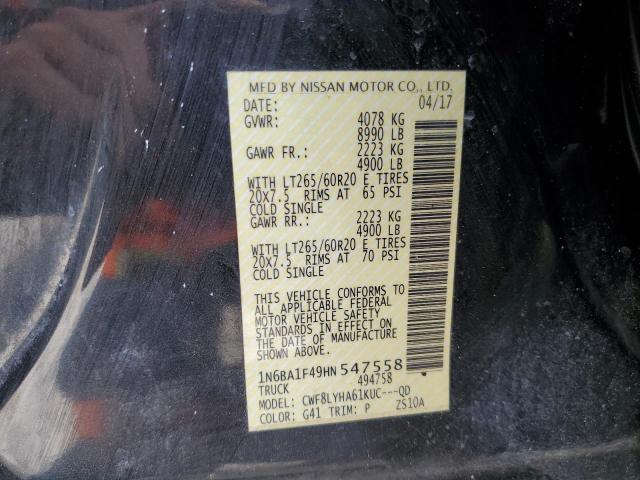 MFD BY NISSAN MOTOR CO., LTD.
DATE: 04/17
GVWR: 4078 KG
8990 LB
GAWR FR.: 2223 KG
4900 LB
WITH LT265/60R20 E TIRES
20X7.5 RIMS AT 65 PSI
COLD SINGLE
GAWR RR.: 2223 KG
4900 LB
WITH LT265/60R20 E TIRES
20X7.5 RIMS AT 70 PSI
COLD SINGLE
THIS VEHICLE CONFORMS TO
ALL APPLICABLE FEDERAL
MOTOR VEHICLE SAFETY
STANDARDS IN EFFECT ON
THE DATE OF MANUFACTURE
SHOWN ABOVE.
1N6BA1F49HN547558
TRUCK 494758
MODEL: CWF8LYHA61KUC---QD
COLOR: G41 TRIM: P ZS10A